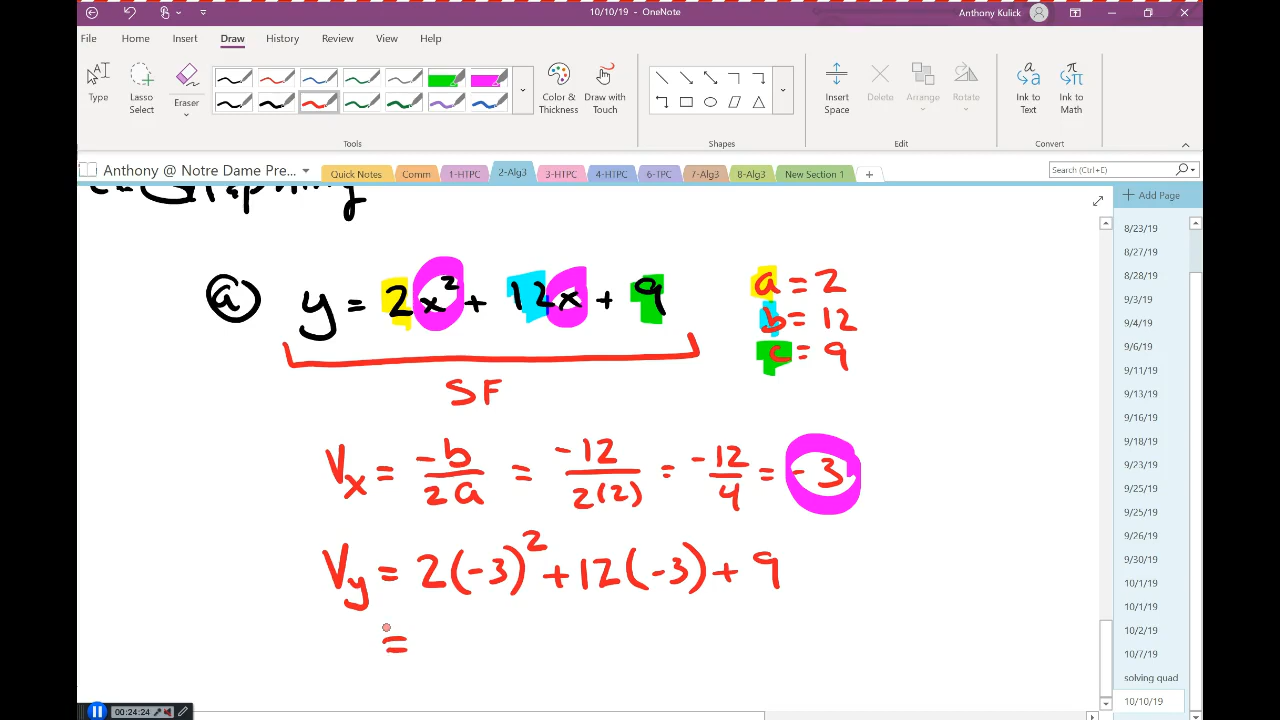 10/10/19 - OneNote
Anthony Kulick
File Home Insert Draw History Review View Help
Type
Lasso Select
Eraser
Color & Thickness
Draw with Touch
Insert Space
Delete
Arrange
Rotate
Ink to Text
Ink to Math
Tools
Shapes
Edit
Convert
Anthony @ Notre Dame Pre...
Quick Notes Comm 1-HTPC 2-Alg3 3-HTPC 4-HTPC 6-TPC 7-Alg3 8-Alg3 New Section 1
Search (Ctrl+E)
Add Page
8/23/19
8/27/19
8/28/19
9/3/19
9/4/19
9/6/19
9/11/19
9/13/19
9/16/19
9/18/19
9/23/19
9/25/19
9/25/19
9/26/19
9/30/19
10/1/19
10/1/19
10/2/19
10/7/19
solving quad
10/10/19
a y = 2x² + 12x + 9
a = 2
b = 12
c = 9
SF
Vx = -b/2a = -12/2(2) = -12/4 = -3
Vy = 2(-3)² + 12(-3) + 9
=
00:24:24